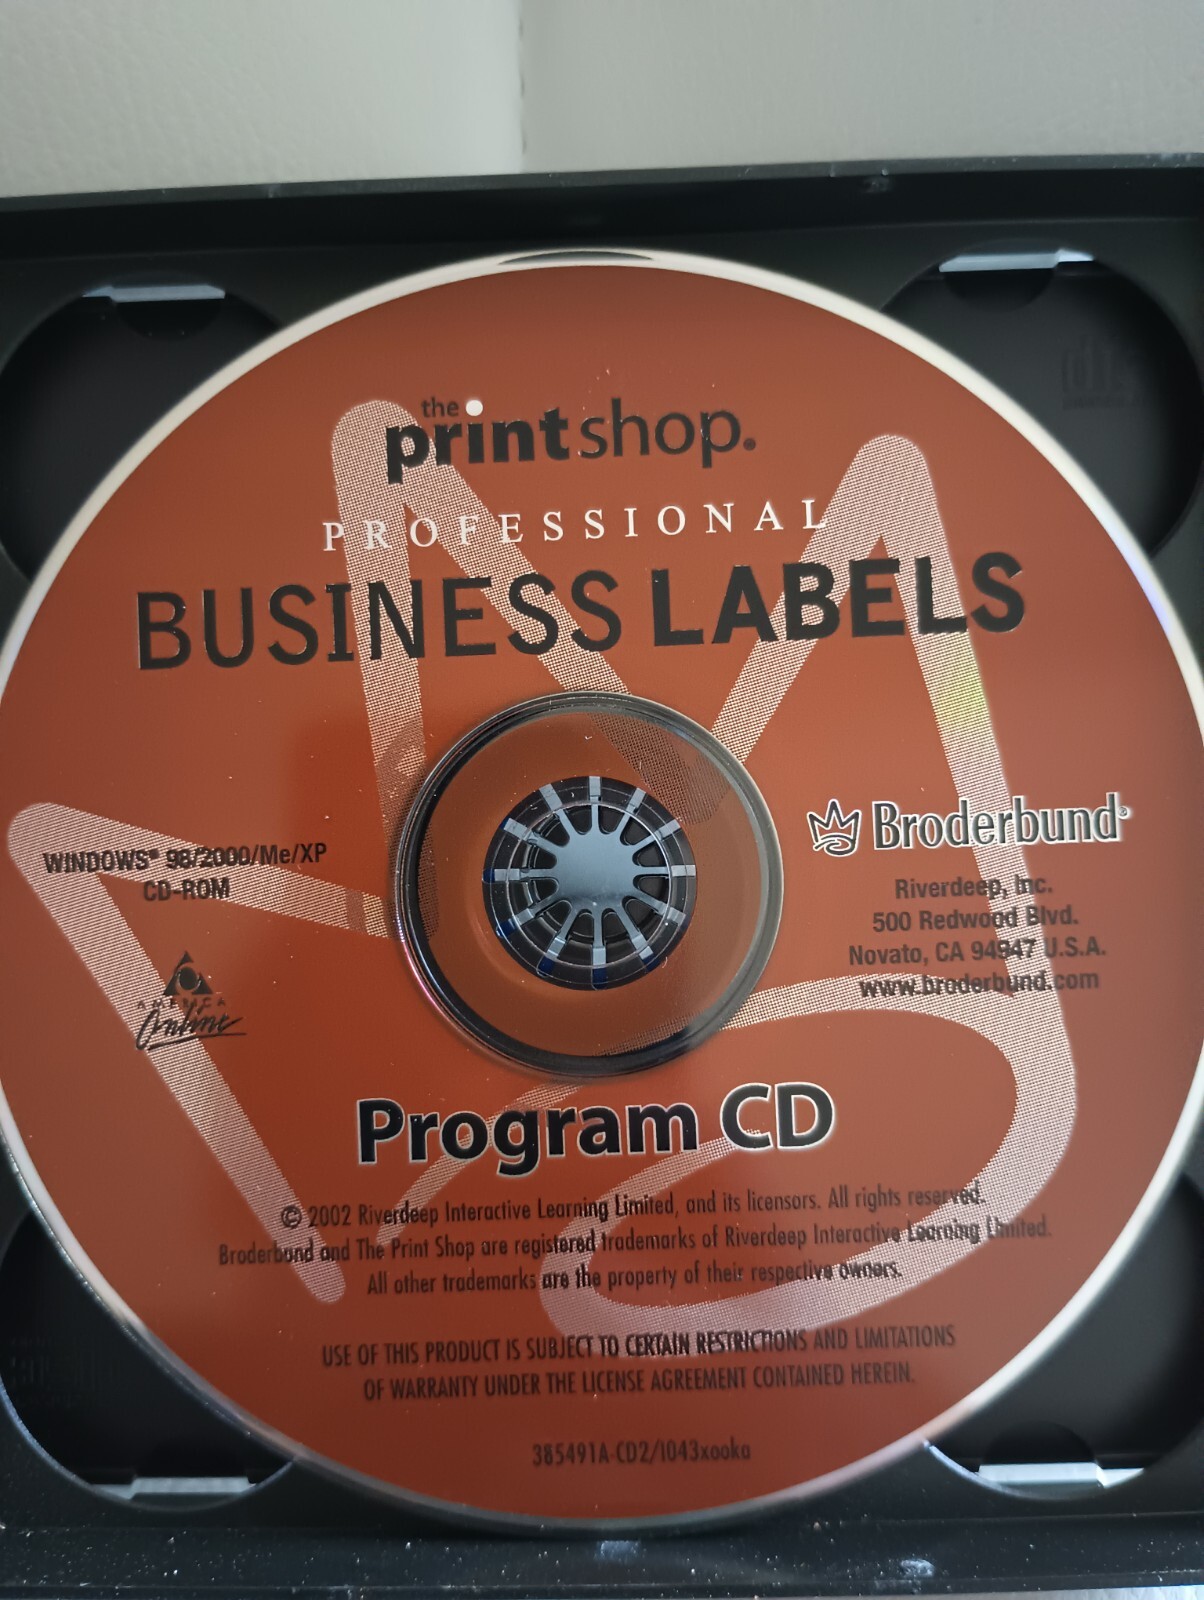 the
printshop®
PROFESSIONAL
BUSINESS LABELS
WINDOWS® 98/2000/Me/XP
CD-ROM
AMERICA
Online
Broderbund®
Riverdeep, Inc.
500 Redwood Blvd.
Novato, CA 94947 U.S.A.
www.broderbund.com
Program CD
© 2002 Riverdeep Interactive Learning Limited, and its licensors. All rights reserved.
Broderbund and The Print Shop are registered trademarks of Riverdeep Interactive Learning Limited.
All other trademarks are the property of their respective owners.
USE OF THIS PRODUCT IS SUBJECT TO CERTAIN RESTRICTIONS AND LIMITATIONS
OF WARRANTY UNDER THE LICENSE AGREEMENT CONTAINED HEREIN.
385491A-CD2/1043xooka